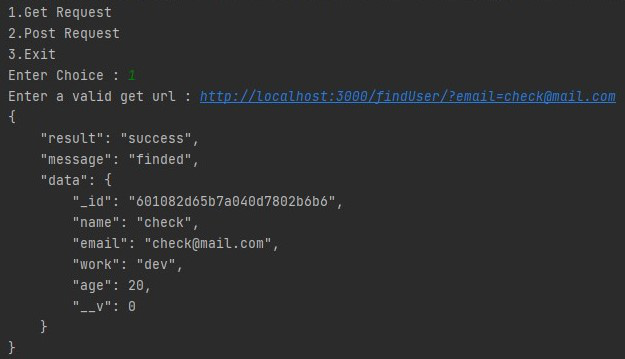 1.Get Request
2.Post Request
3.Exit
Enter Choice : 1
Enter a valid get url : http://localhost:3000/findUser/?email=check@mail.com
{
    "result": "success",
    "message": "finded",
    "data": {
        "_id": "601082d65b7a040d7802b6b6",
        "name": "check",
        "email": "check@mail.com",
        "work": "dev",
        "age": 20,
        "__v": 0
    }
}